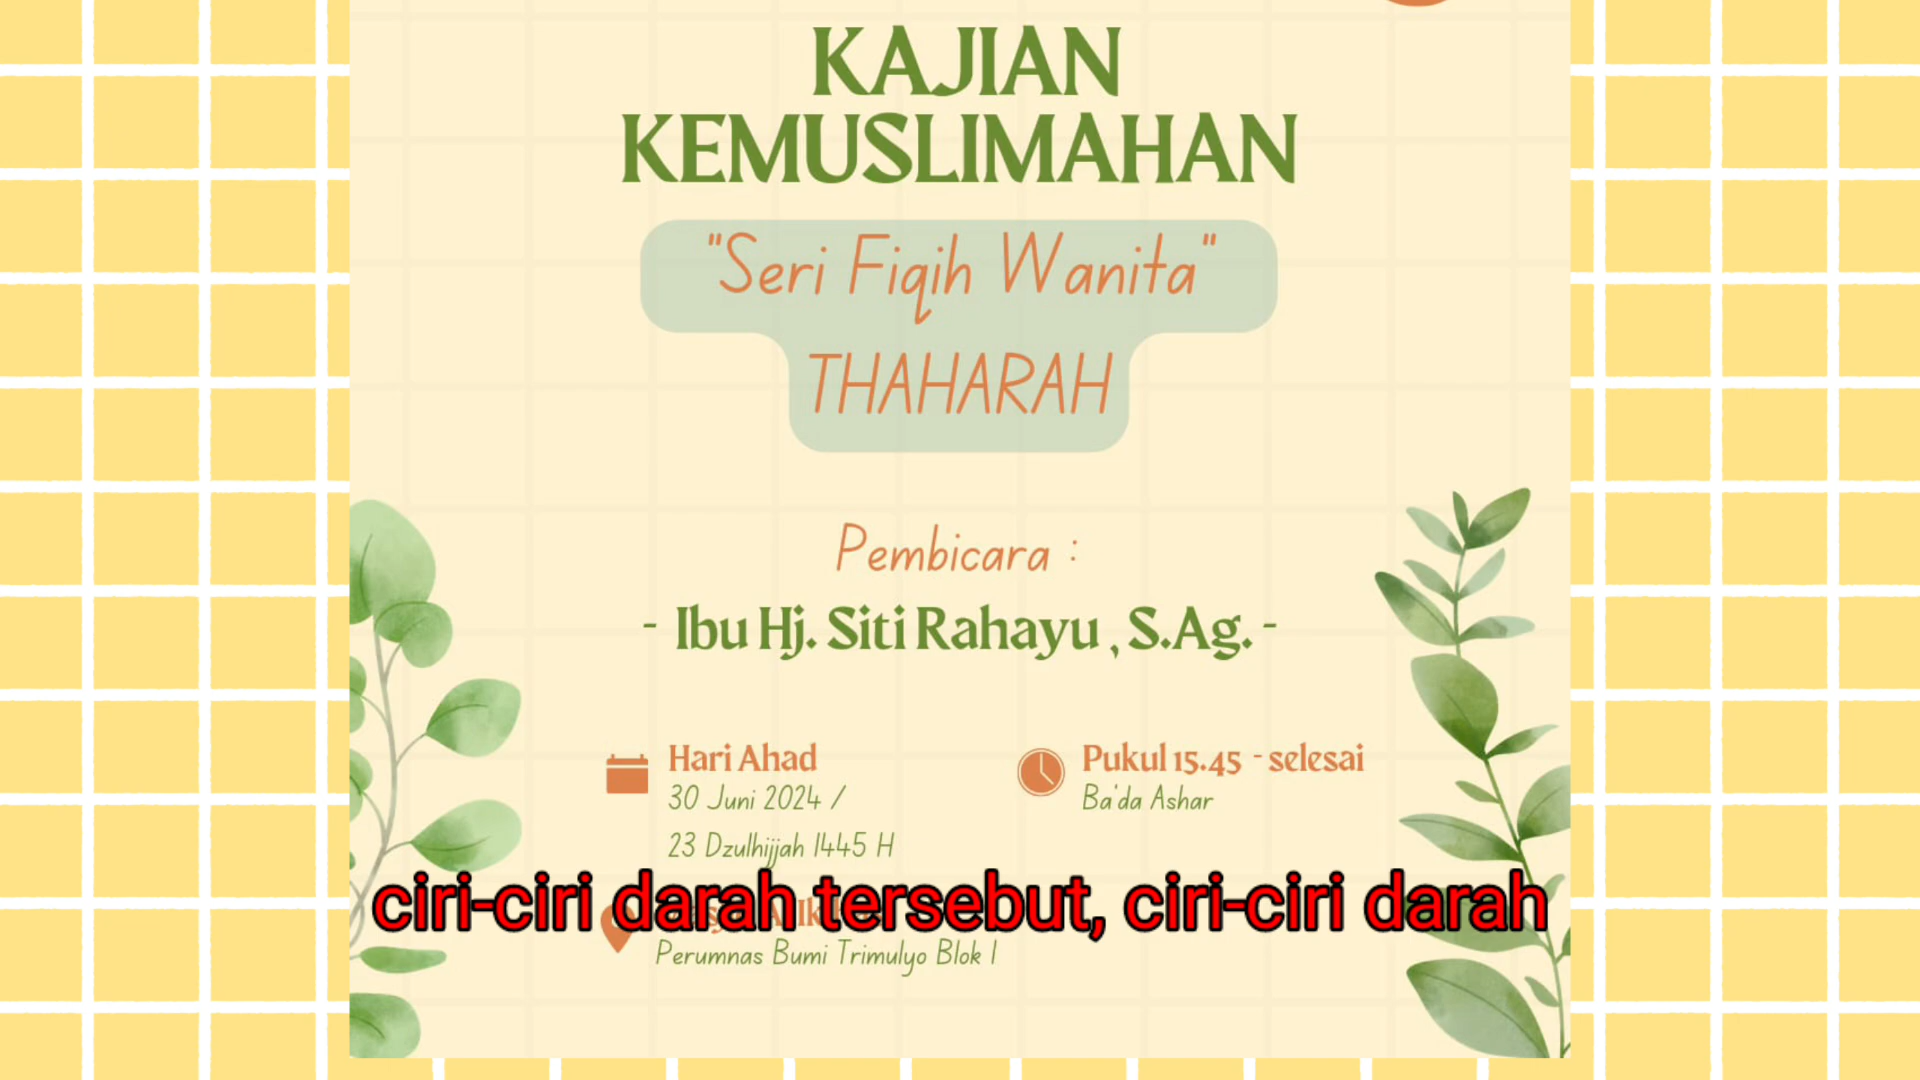 KAJIAN
KEMUSLIMAHAN
"Seri Fiqih Wanita"
THAHARAH
Pembicara :
- Ibu Hj. Siti Rahayu , S.Ag. -
Hari Ahad
30 Juni 2024 /
23 Dzulhijjah 1445 H
Pukul 15.45 - selesai
Ba'da Ashar
ciri-ciri darah tersebut, ciri-ciri darah
Perumnas Bumi Trimulyo Blok I